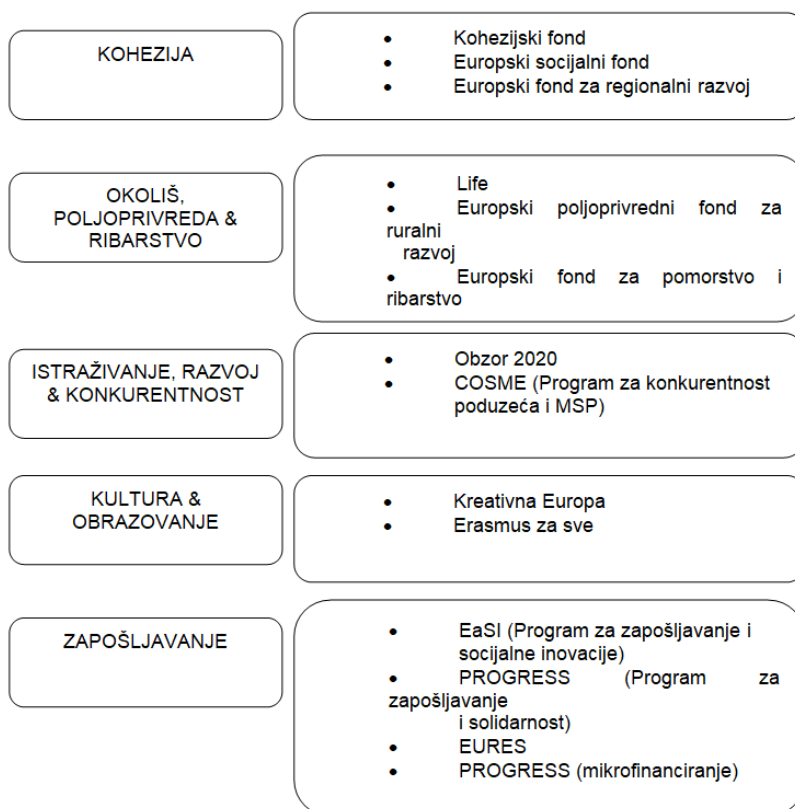 KOHEZIJA
• Kohezijski fond
• Europski socijalni fond
• Europski fond za regionalni razvoj
OKOLIŠ,
POLJOPRIVREDA &
RIBARSTVO
• Life
• Europski poljoprivredni fond za
ruralni
razvoj
• Europski fond za pomorstvo i
ribarstvo
ISTRAŽIVANJE, RAZVOJ
& KONKURENTNOST
• Obzor 2020
• COSME (Program za konkurentnost
poduzeća i MSP)
KULTURA &
OBRAZOVANJE
• Kreativna Europa
• Erasmus za sve
ZAPOŠLJAVANJE
• EaSI (Program za zapošljavanje i
socijalne inovacije)
• PROGRESS (Program za
zapošljavanje
i solidarnost)
• EURES
• PROGRESS (mikrofinanciranje)